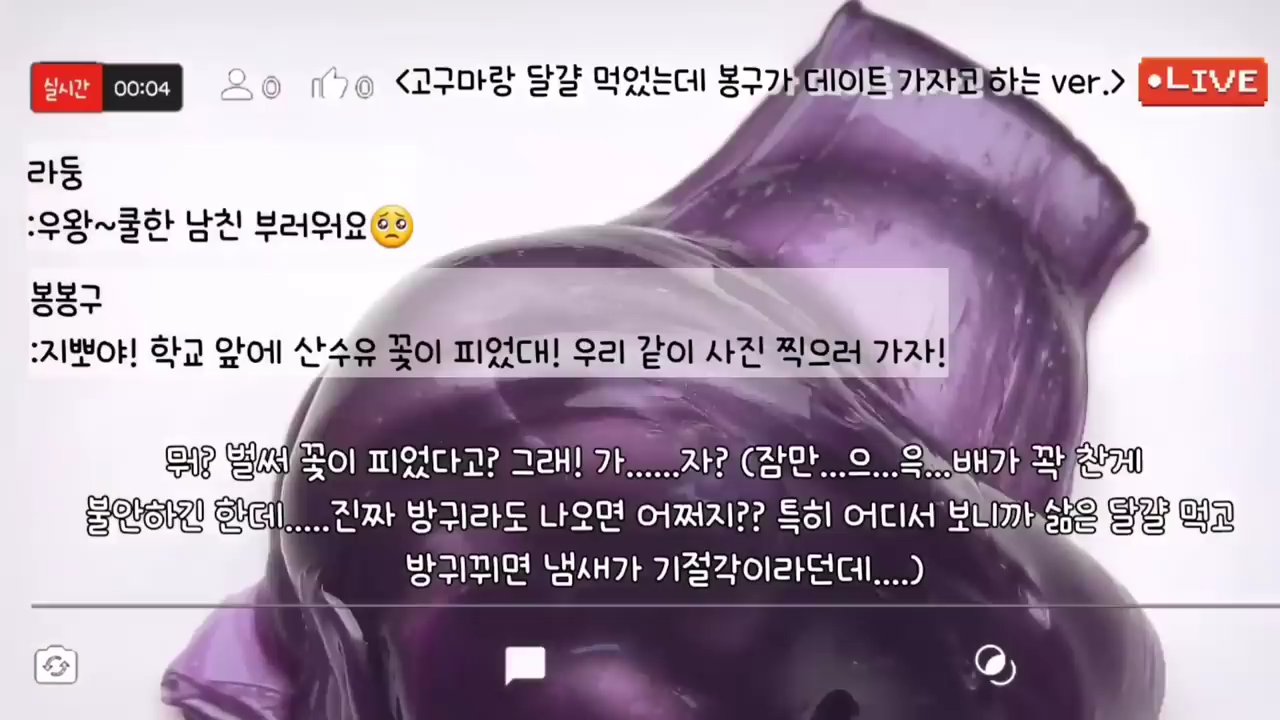 실시간 00:04 0 0 <고구마랑 달걀 먹었는데 봉구가 데이트 가자고 하는 ver.> •LIVE
라둥
:우왕~쿨한 남친 부러워요🥺
봉봉구
:지뽀야! 학교 앞에 산수유 꽃이 피었대! 우리 같이 사진 찍으러 가자!
뭐? 벌써 꽃이 피었다고? 그래! 가......자? (잠만...으...윽...배가 꽉 찬게
불안하긴 한데.....진짜 방귀라도 나오면 어쩌지?? 특히 어디서 보니까 삶은 달걀 먹고
방귀뀌면 냄새가 기절각이라던데....)